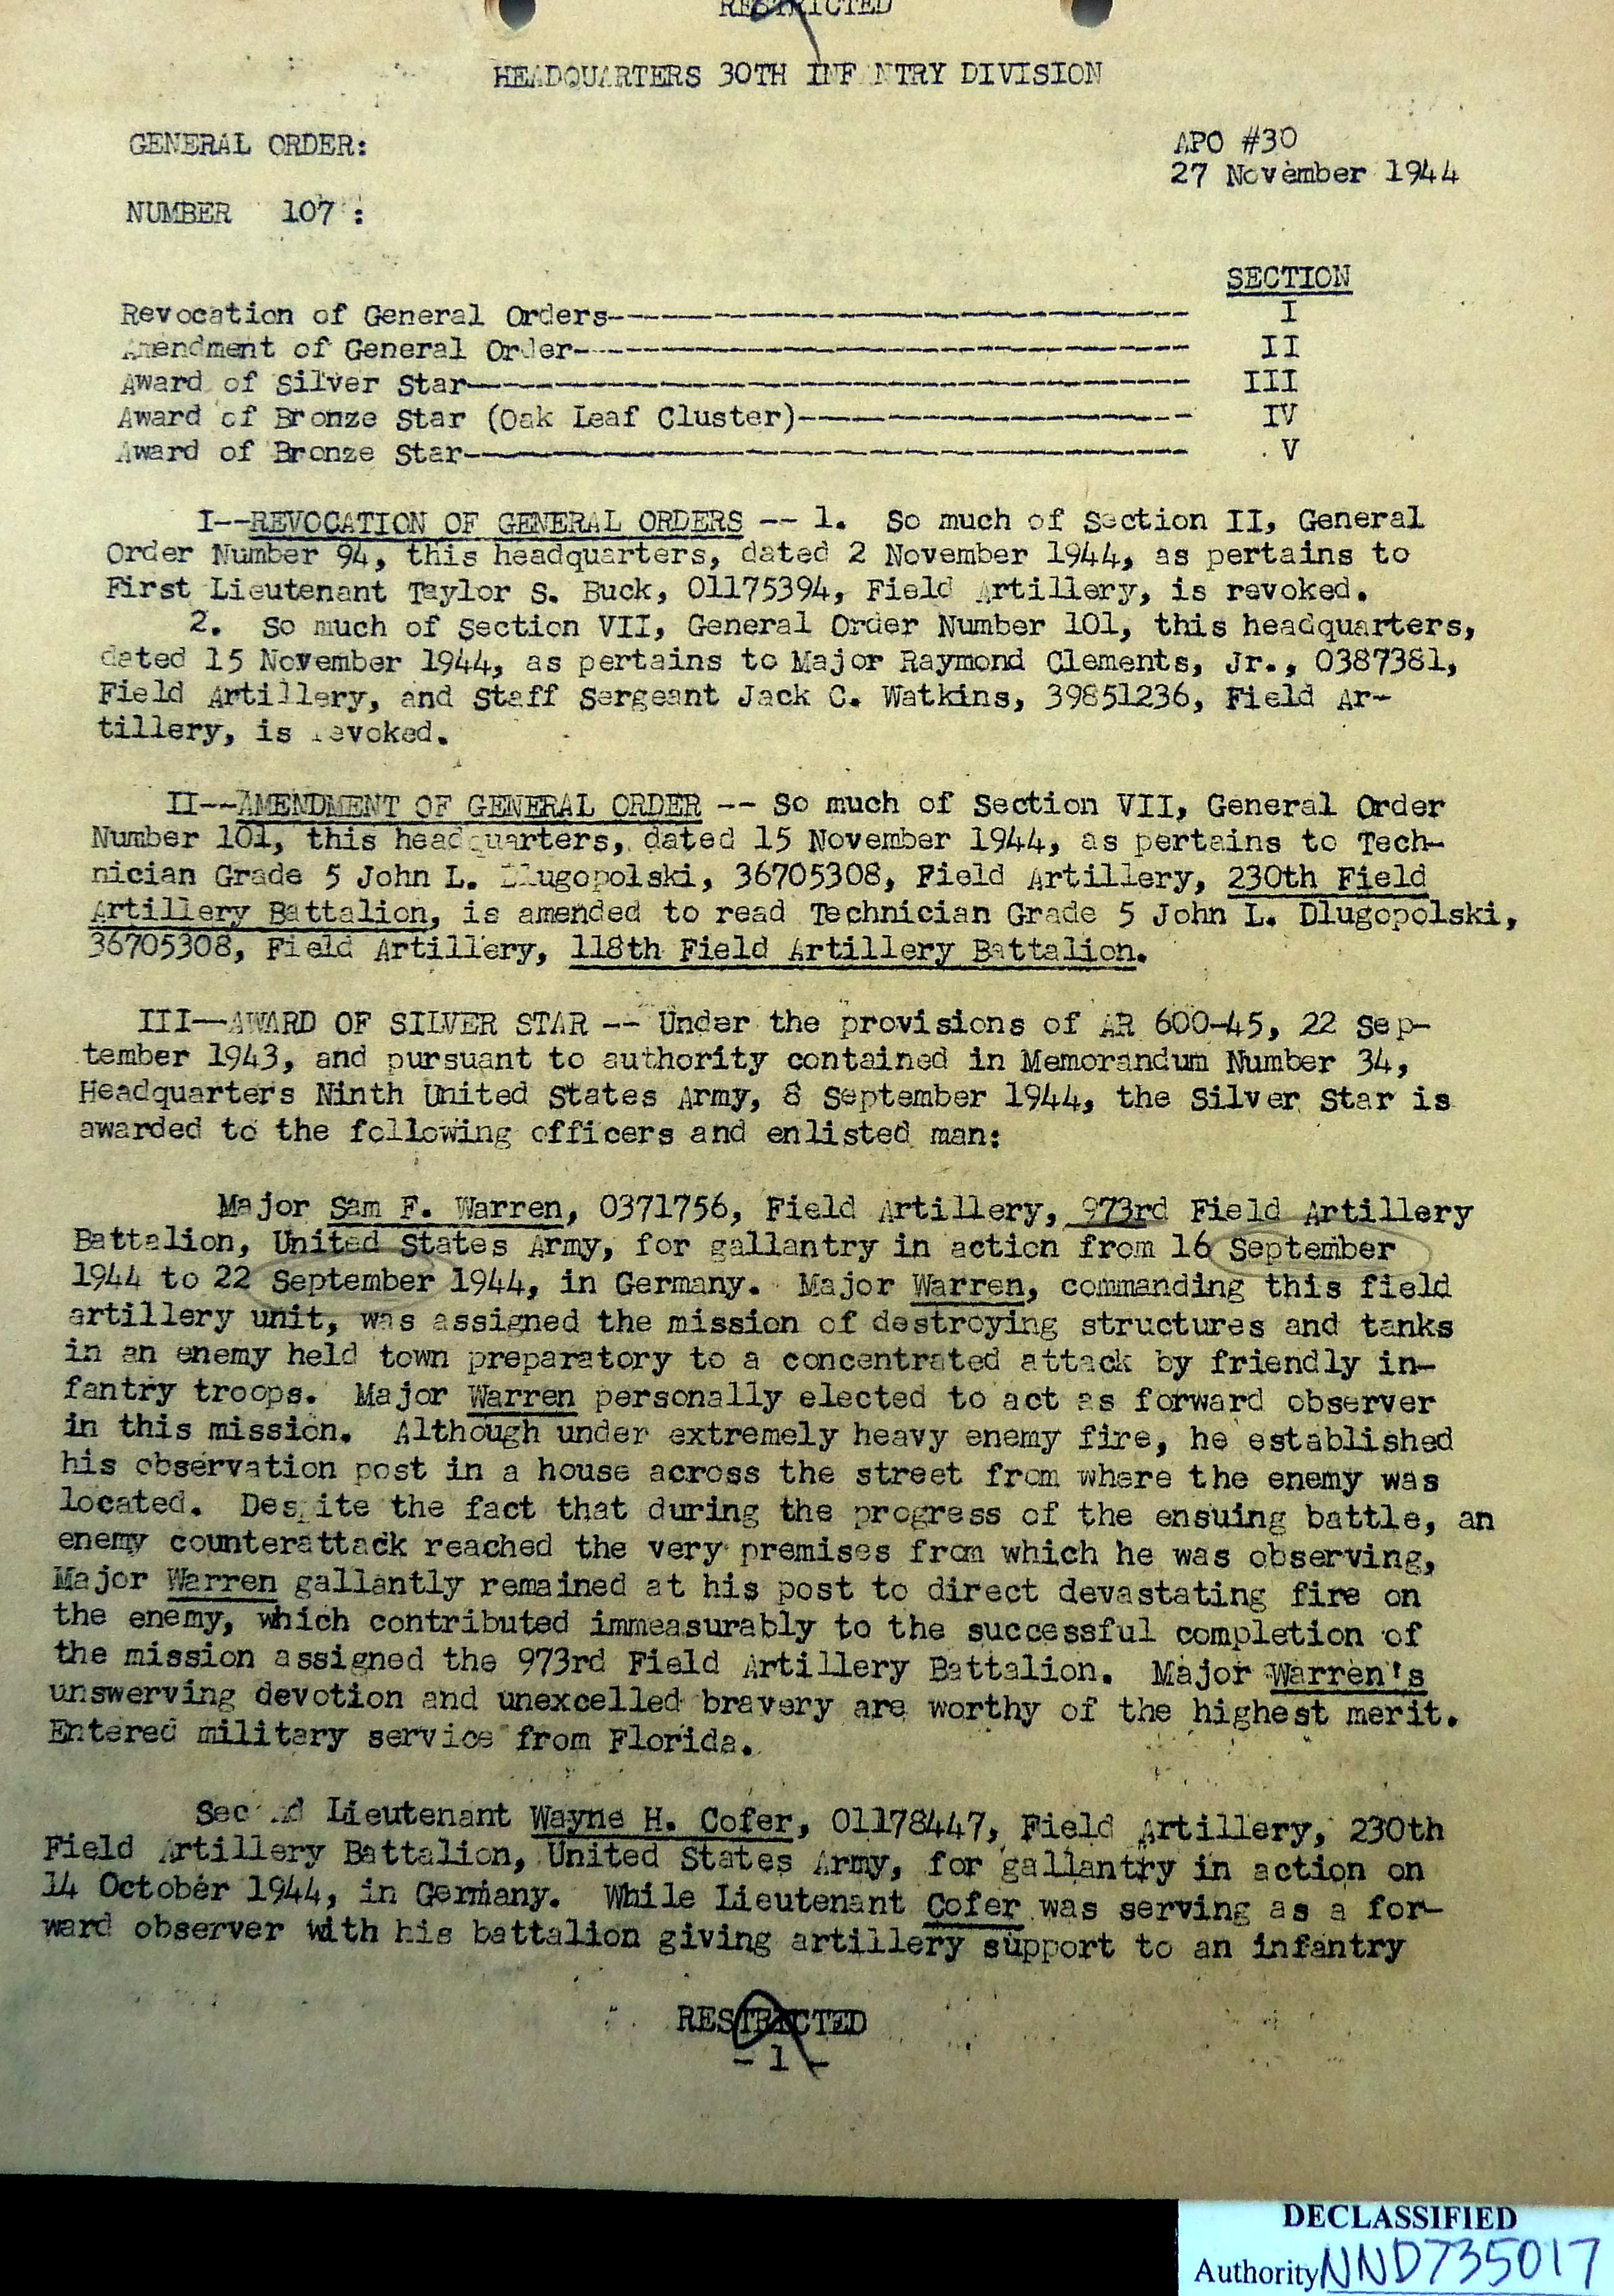 RESTRICTED
HEADQUARTERS 30TH INF NTRY DIVISION
GENERAL ORDER:
APO #30
27 November 1944
NUMBER 107 :
SECTION
Revocation of General Orders------------------------------ I
Amendment of General Order------------------------------ II
Award of Silver Star------------------------------ III
Award of Bronze Star (Oak Leaf Cluster)------------------------------ IV
Award of Bronze Star------------------------------ V
I--REVOCATION OF GENERAL ORDERS -- 1. So much of Section II, General
Order Number 94, this headquarters, dated 2 November 1944, as pertains to
First Lieutenant Taylor S. Buck, 01175394, Field Artillery, is revoked.
2. So much of Section VII, General Order Number 101, this headquarters,
dated 15 November 1944, as pertains to Major Raymond Clements, Jr., 0387381,
Field Artillery, and Staff Sergeant Jack C. Watkins, 39851236, Field Ar-
tillery, is revoked.
II--AMENDMENT OF GENERAL ORDER -- So much of Section VII, General Order
Number 101, this headquarters, dated 15 November 1944, as pertains to Tech-
nician Grade 5 John L. Dlugopolski, 36705308, Field Artillery, 230th Field
Artillery Battalion, is amended to read Technician Grade 5 John L. Dlugopolski,
36705308, Field Artillery, 118th Field Artillery Battalion.
III--AWARD OF SILVER STAR -- Under the provisions of AR 600-45, 22 Sep-
tember 1943, and pursuant to authority contained in Memorandum Number 34,
Headquarters Ninth United States Army, 8 September 1944, the Silver Star is
awarded to the following officers and enlisted man:
Major Sam F. Warren, 0371756, Field Artillery, 973rd Field Artillery
Battalion, United States Army, for gallantry in action from 16 September
1944 to 22 September 1944, in Germany. Major Warren, commanding this field
artillery unit, was assigned the mission of destroying structures and tanks
in an enemy held town preparatory to a concentrated attack by friendly in-
fantry troops. Major Warren personally elected to act as forward observer
in this mission. Although under extremely heavy enemy fire, he established
his observation post in a house across the street from where the enemy was
located. Despite the fact that during the progress of the ensuing battle, an
enemy counterattack reached the very premises from which he was observing,
Major Warren gallantly remained at his post to direct devastating fire on
the enemy, which contributed immeasurably to the successful completion of
the mission assigned the 973rd Field Artillery Battalion. Major Warren's
unswerving devotion and unexcelled bravery are worthy of the highest merit.
Entered military service from Florida.
Second Lieutenant Wayne H. Cofer, 01178447, Field Artillery, 230th
Field Artillery Battalion, United States Army, for gallantry in action on
14 October 1944, in Germany. While Lieutenant Cofer was serving as a for-
ward observer with his battalion giving artillery support to an infantry
RESTRICTED
- 1 -
DECLASSIFIED
Authority NND735017